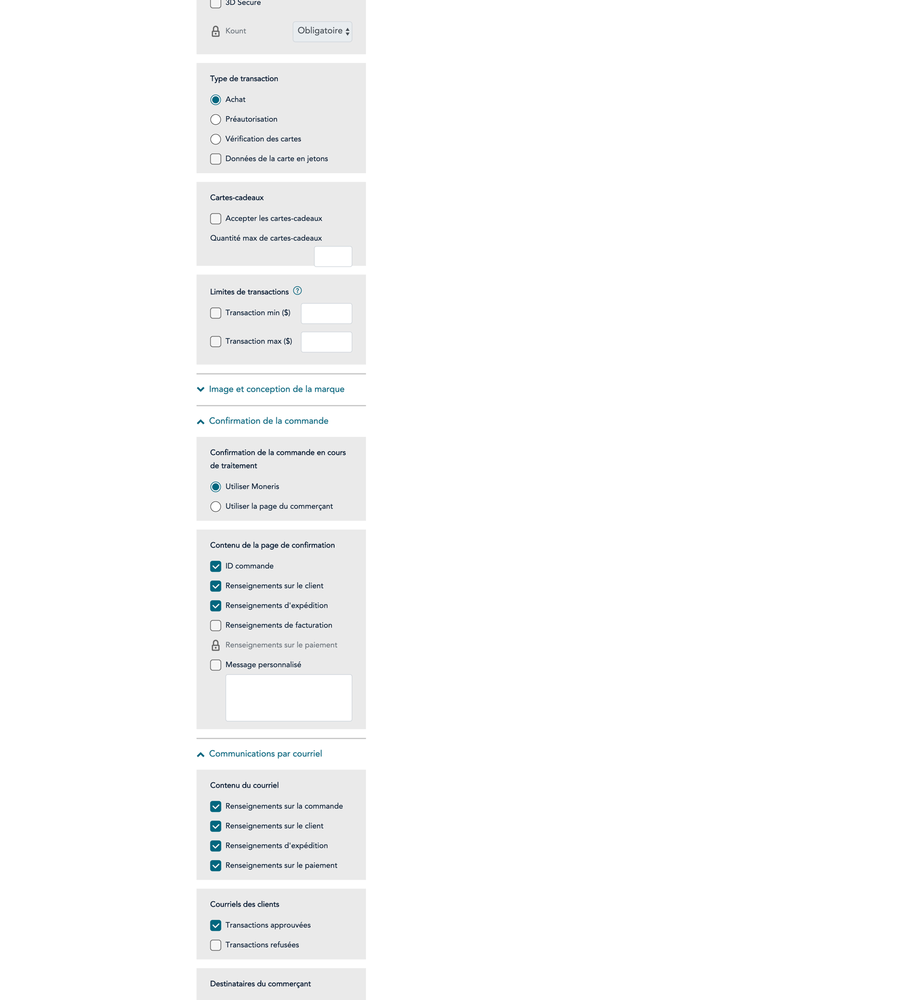 3D Secure
Kount
Obligatoire
Type de transaction
Achat
Préautorisation
Vérification des cartes
Données de la carte en jetons
Cartes-cadeaux
Accepter les cartes-cadeaux
Quantité max de cartes-cadeaux
Limites de transactions ?
Transaction min ($)
Transaction max ($)
Image et conception de la marque
Confirmation de la commande
Confirmation de la commande en cours
de traitement
Utiliser Moneris
Utiliser la page du commerçant
Contenu de la page de confirmation
ID commande
Renseignements sur le client
Renseignements d'expédition
Renseignements de facturation
Renseignements sur le paiement
Message personnalisé
Communications par courriel
Contenu du courriel
Renseignements sur la commande
Renseignements sur le client
Renseignements d'expédition
Renseignements sur le paiement
Courriels des clients
Transactions approuvées
Transactions refusées
Destinataires du commerçant